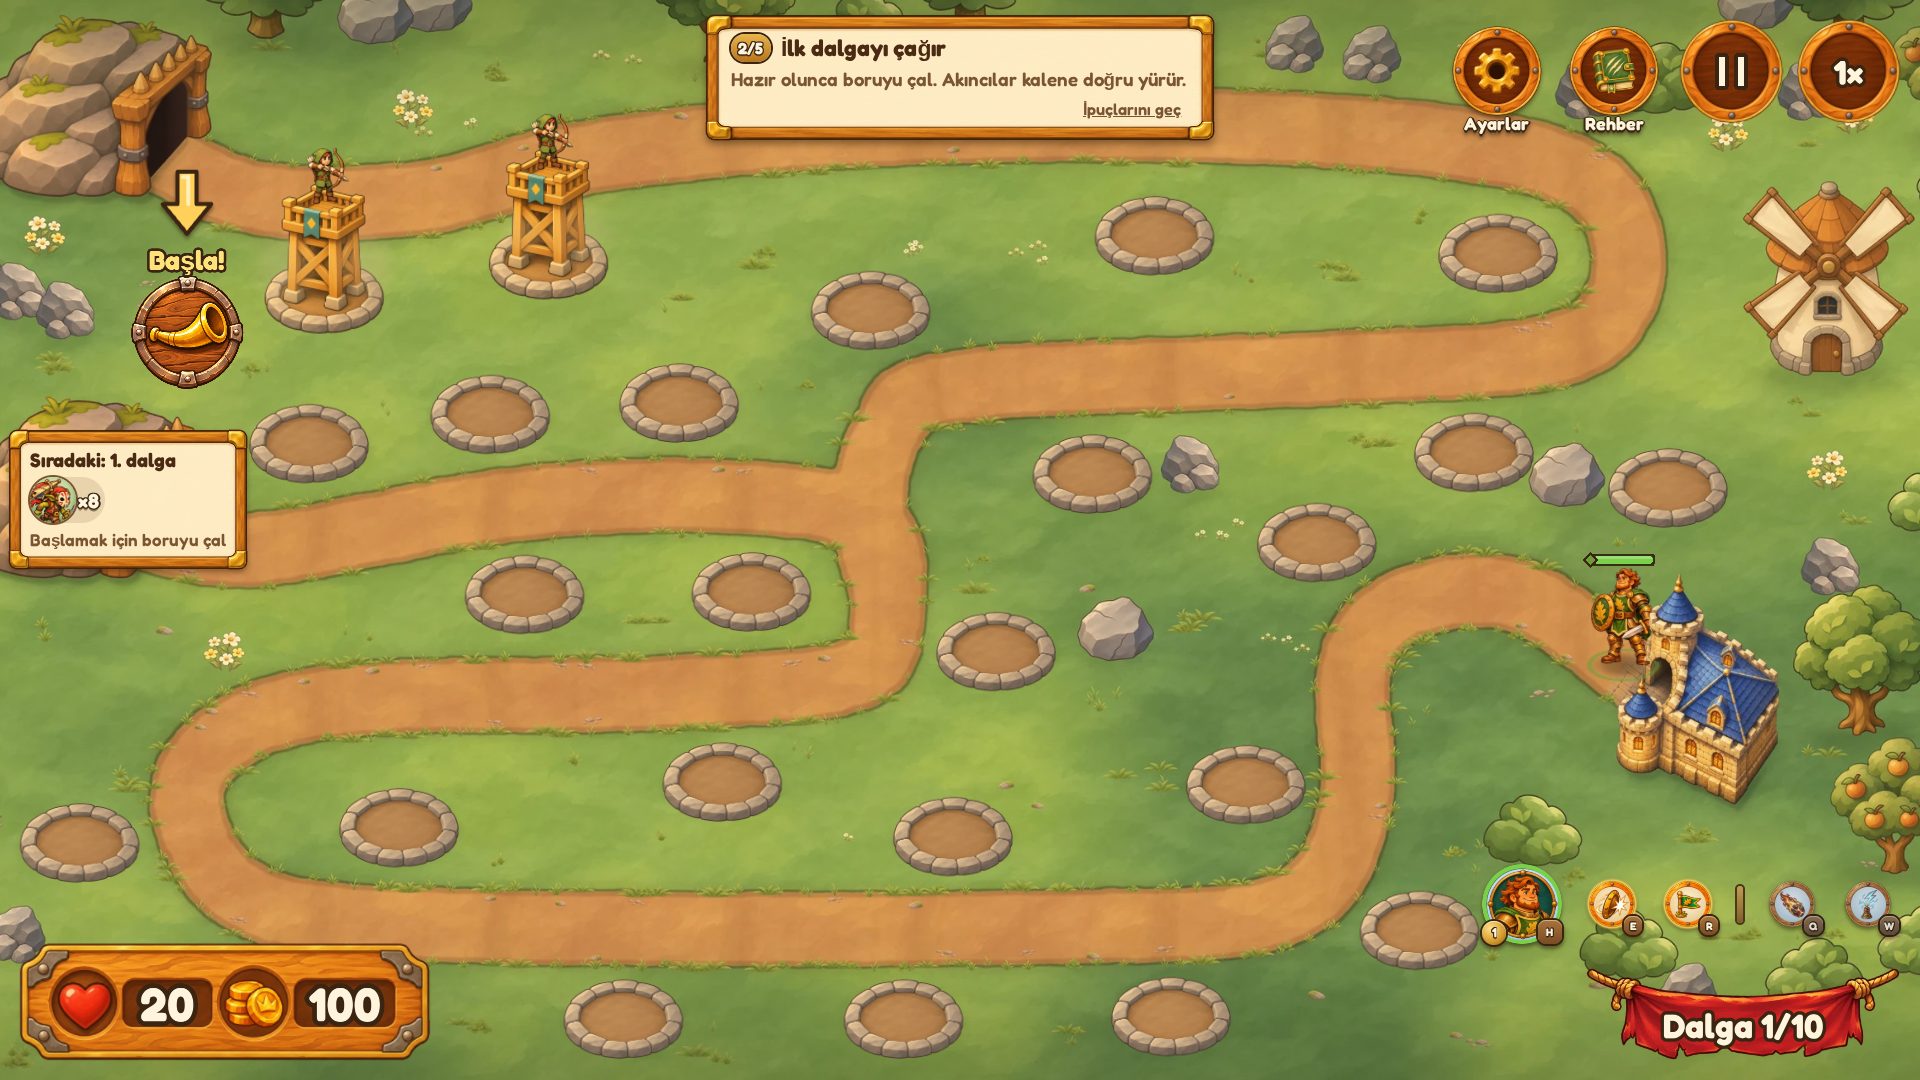 2/5 İlk dalgayı çağır
Hazır olunca boruyu çal. Akıncılar kalene doğru yürür.
İpuçlarını geç
Ayarlar
Rehber
1x
Başla!
Sıradaki: 1. dalga
x8
Başlamak için boruyu çal
1
H
E
R
Q
W
20
100
Dalga 1/10